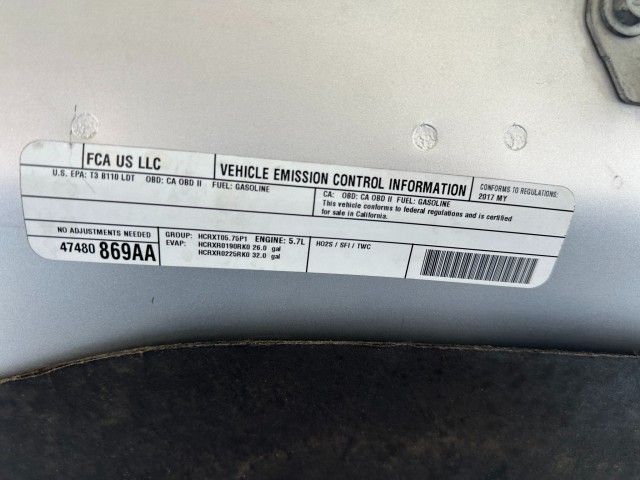 FCA US LLC
VEHICLE EMISSION CONTROL INFORMATION
CONFORMS TO REGULATIONS:
2017 MY
U.S. EPA: T3 B110 LDT OBD: CA OBD II FUEL: GASOLINE
CA: OBD: CA OBD II FUEL: GASOLINE
This vehicle conforms to federal regulations and is certified
for sale in California.
NO ADJUSTMENTS NEEDED
47480 869AA
GROUP: HCRXT05.75P1 ENGINE: 5.7L
EVAP: HCRXR0190RK0 26.0 gal
HCRXR0225RK0 32.0 gal
HO2S / SFI / TWC